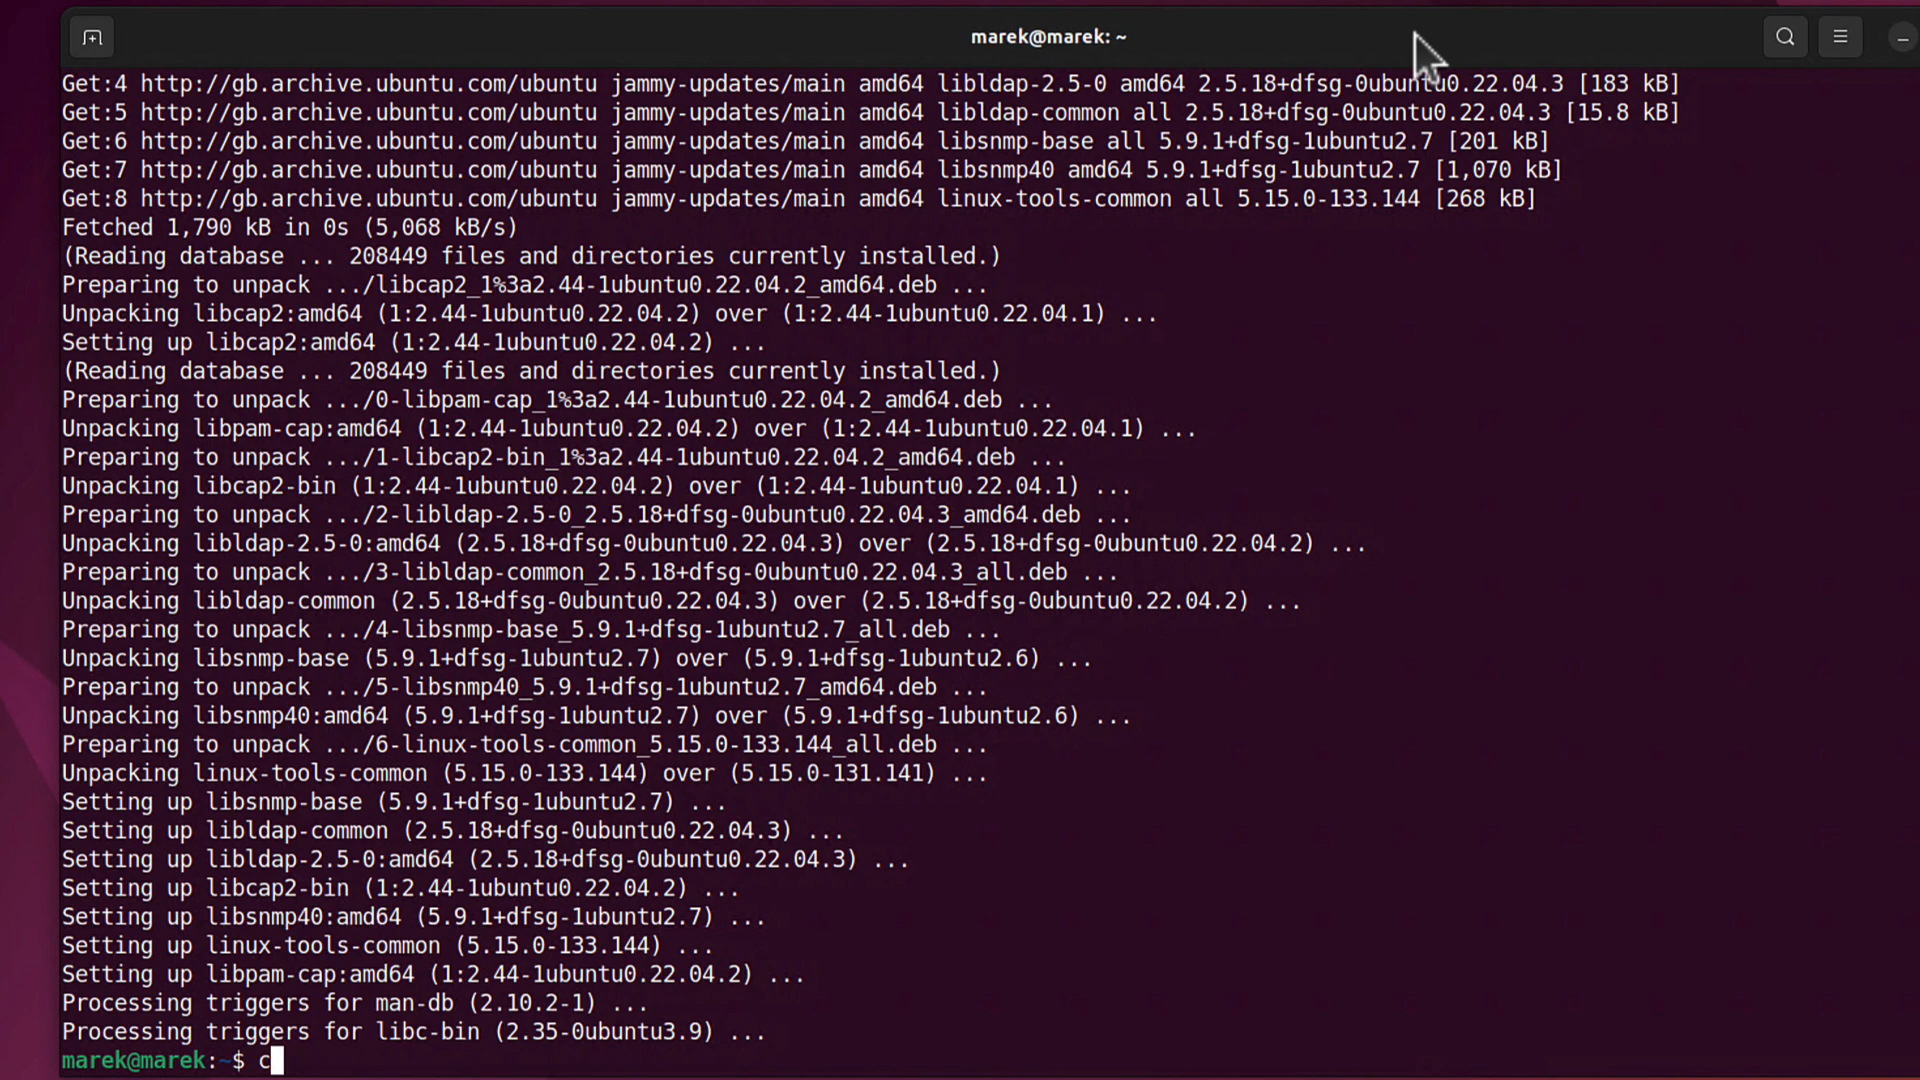 marek@marek: ~
Get:4 http://gb.archive.ubuntu.com/ubuntu jammy-updates/main amd64 libldap-2.5-0 amd64 2.5.18+dfsg-0ubuntu0.22.04.3 [183 kB]
Get:5 http://gb.archive.ubuntu.com/ubuntu jammy-updates/main amd64 libldap-common all 2.5.18+dfsg-0ubuntu0.22.04.3 [15.8 kB]
Get:6 http://gb.archive.ubuntu.com/ubuntu jammy-updates/main amd64 libsnmp-base all 5.9.1+dfsg-1ubuntu2.7 [201 kB]
Get:7 http://gb.archive.ubuntu.com/ubuntu jammy-updates/main amd64 libsnmp40 amd64 5.9.1+dfsg-1ubuntu2.7 [1,070 kB]
Get:8 http://gb.archive.ubuntu.com/ubuntu jammy-updates/main amd64 linux-tools-common all 5.15.0-133.144 [268 kB]
Fetched 1,790 kB in 0s (5,068 kB/s)
(Reading database ... 208449 files and directories currently installed.)
Preparing to unpack .../libcap2_1%3a2.44-1ubuntu0.22.04.2_amd64.deb ...
Unpacking libcap2:amd64 (1:2.44-1ubuntu0.22.04.2) over (1:2.44-1ubuntu0.22.04.1) ...
Setting up libcap2:amd64 (1:2.44-1ubuntu0.22.04.2) ...
(Reading database ... 208449 files and directories currently installed.)
Preparing to unpack .../0-libpam-cap_1%3a2.44-1ubuntu0.22.04.2_amd64.deb ...
Unpacking libpam-cap:amd64 (1:2.44-1ubuntu0.22.04.2) over (1:2.44-1ubuntu0.22.04.1) ...
Preparing to unpack .../1-libcap2-bin_1%3a2.44-1ubuntu0.22.04.2_amd64.deb ...
Unpacking libcap2-bin (1:2.44-1ubuntu0.22.04.2) over (1:2.44-1ubuntu0.22.04.1) ...
Preparing to unpack .../2-libldap-2.5-0_2.5.18+dfsg-0ubuntu0.22.04.3_amd64.deb ...
Unpacking libldap-2.5-0:amd64 (2.5.18+dfsg-0ubuntu0.22.04.3) over (2.5.18+dfsg-0ubuntu0.22.04.2) ...
Preparing to unpack .../3-libldap-common_2.5.18+dfsg-0ubuntu0.22.04.3_all.deb ...
Unpacking libldap-common (2.5.18+dfsg-0ubuntu0.22.04.3) over (2.5.18+dfsg-0ubuntu0.22.04.2) ...
Preparing to unpack .../4-libsnmp-base_5.9.1+dfsg-1ubuntu2.7_all.deb ...
Unpacking libsnmp-base (5.9.1+dfsg-1ubuntu2.7) over (5.9.1+dfsg-1ubuntu2.6) ...
Preparing to unpack .../5-libsnmp40_5.9.1+dfsg-1ubuntu2.7_amd64.deb ...
Unpacking libsnmp40:amd64 (5.9.1+dfsg-1ubuntu2.7) over (5.9.1+dfsg-1ubuntu2.6) ...
Preparing to unpack .../6-linux-tools-common_5.15.0-133.144_all.deb ...
Unpacking linux-tools-common (5.15.0-133.144) over (5.15.0-131.141) ...
Setting up libsnmp-base (5.9.1+dfsg-1ubuntu2.7) ...
Setting up libldap-common (2.5.18+dfsg-0ubuntu0.22.04.3) ...
Setting up libldap-2.5-0:amd64 (2.5.18+dfsg-0ubuntu0.22.04.3) ...
Setting up libcap2-bin (1:2.44-1ubuntu0.22.04.2) ...
Setting up libsnmp40:amd64 (5.9.1+dfsg-1ubuntu2.7) ...
Setting up linux-tools-common (5.15.0-133.144) ...
Setting up libpam-cap:amd64 (1:2.44-1ubuntu0.22.04.2) ...
Processing triggers for man-db (2.10.2-1) ...
Processing triggers for libc-bin (2.35-0ubuntu3.9) ...
marek@marek:~$ c